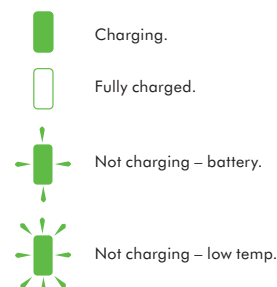 Charging.
Fully charged.
Not charging – battery.
Not charging – low temp.